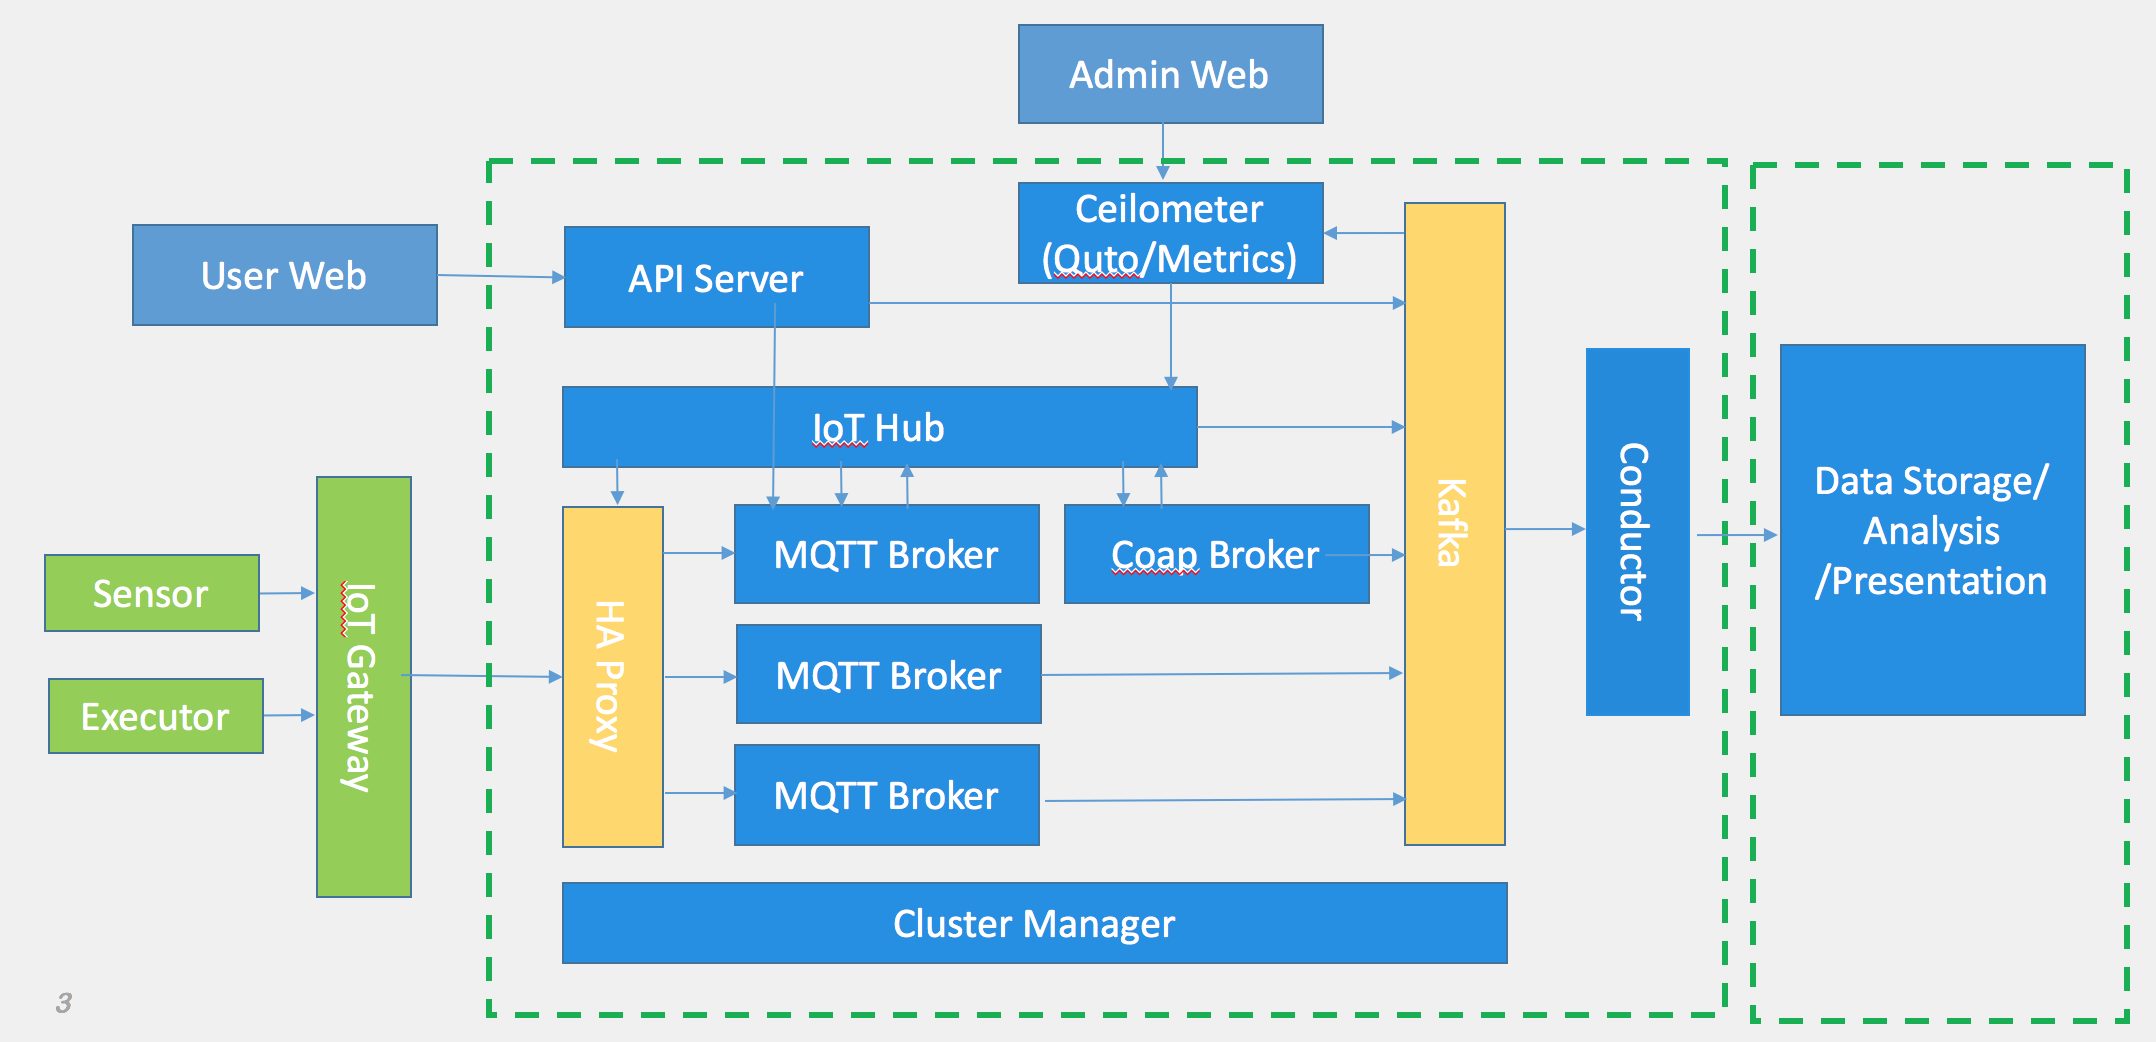 Admin Web
Ceilometer
(Quto/Metrics)
User Web
API Server
IoT Hub
Kafka
Conductor
Data Storage/
Analysis
/Presentation
Sensor
Executor
IoT Gateway
HA Proxy
MQTT Broker
Coap Broker
MQTT Broker
MQTT Broker
Cluster Manager
3